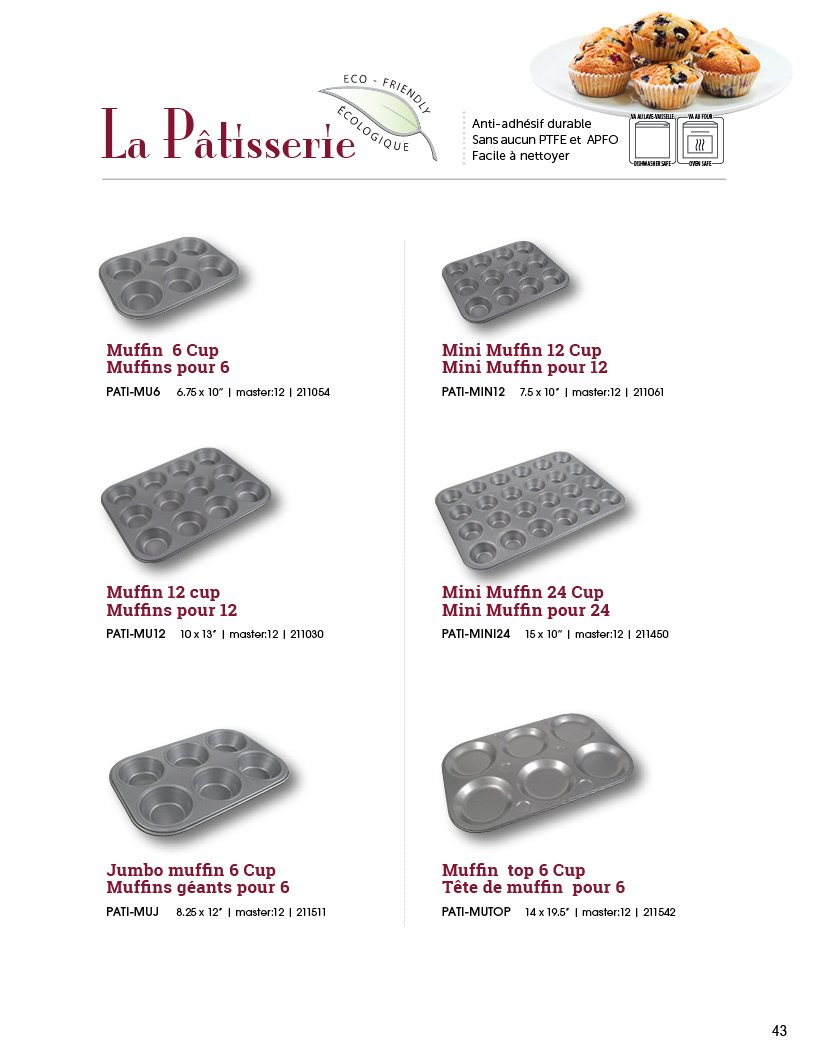 ECO - FRIENDLY
ÉCOLOGIQUE
La Pâtisserie
Anti-adhésif durable
Sans aucun PTFE et APFO
Facile à nettoyer
VA AU LAVE-VAISSELLE
DISHWASHER SAFE
VA AU FOUR
OVEN SAFE
Muffin 6 Cup
Muffins pour 6
PATI-MU6 6.75 x 10” | master:12 | 211054
Mini Muffin 12 Cup
Mini Muffin pour 12
PATI-MIN12 7.5 x 10” | master:12 | 211061
Muffin 12 cup
Muffins pour 12
PATI-MU12 10 x 13” | master:12 | 211030
Mini Muffin 24 Cup
Mini Muffin pour 24
PATI-MINI24 15 x 10” | master:12 | 211450
Jumbo muffin 6 Cup
Muffins géants pour 6
PATI-MUJ 8.25 x 12” | master:12 | 211511
Muffin top 6 Cup
Tête de muffin pour 6
PATI-MUTOP 14 x 19.5” | master:12 | 211542
43